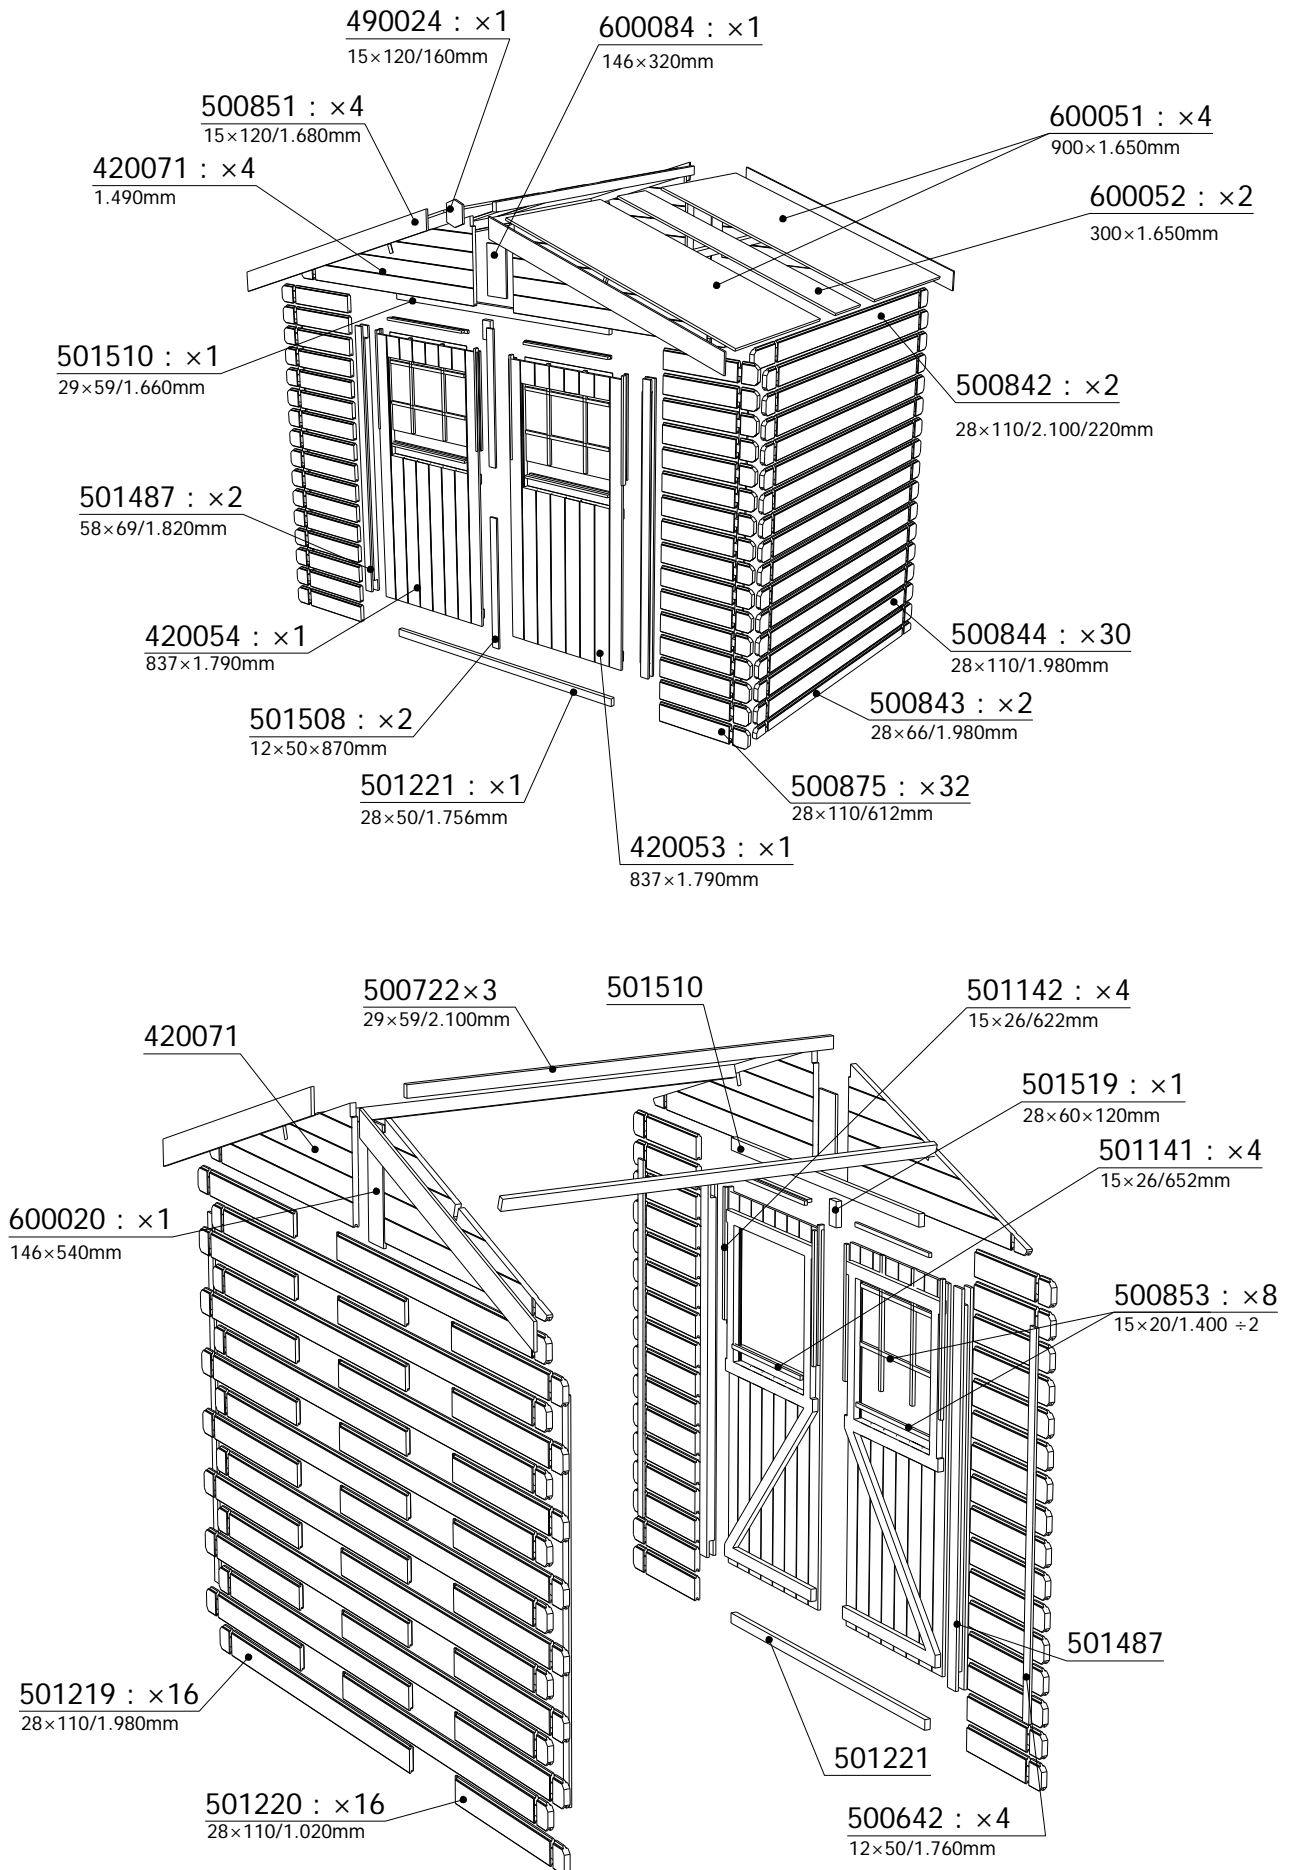 490024 : ×1
15×120/160mm
600084 : ×1
146×320mm
500851 : ×4
15×120/1.680mm
600051 : ×4
900×1.650mm
420071 : ×4
1.490mm
600052 : ×2
300×1.650mm
501510 : ×1
29×59/1.660mm
500842 : ×2
28×110/2.100/220mm
501487 : ×2
58×69/1.820mm
420054 : ×1
837×1.790mm
500844 : ×30
28×110/1.980mm
500843 : ×2
28×66/1.980mm
501508 : ×2
12×50×870mm
501221 : ×1
28×50/1.756mm
500875 : ×32
28×110/612mm
420053 : ×1
837×1.790mm
500722×3
29×59/2.100mm
501510
501142 : ×4
15×26/622mm
420071
501519 : ×1
28×60×120mm
501141 : ×4
15×26/652mm
600020 : ×1
146×540mm
500853 : ×8
15×20/1.400 ÷2
501487
501219 : ×16
28×110/1.980mm
501221
501220 : ×16
28×110/1.020mm
500642 : ×4
12×50/1.760mm